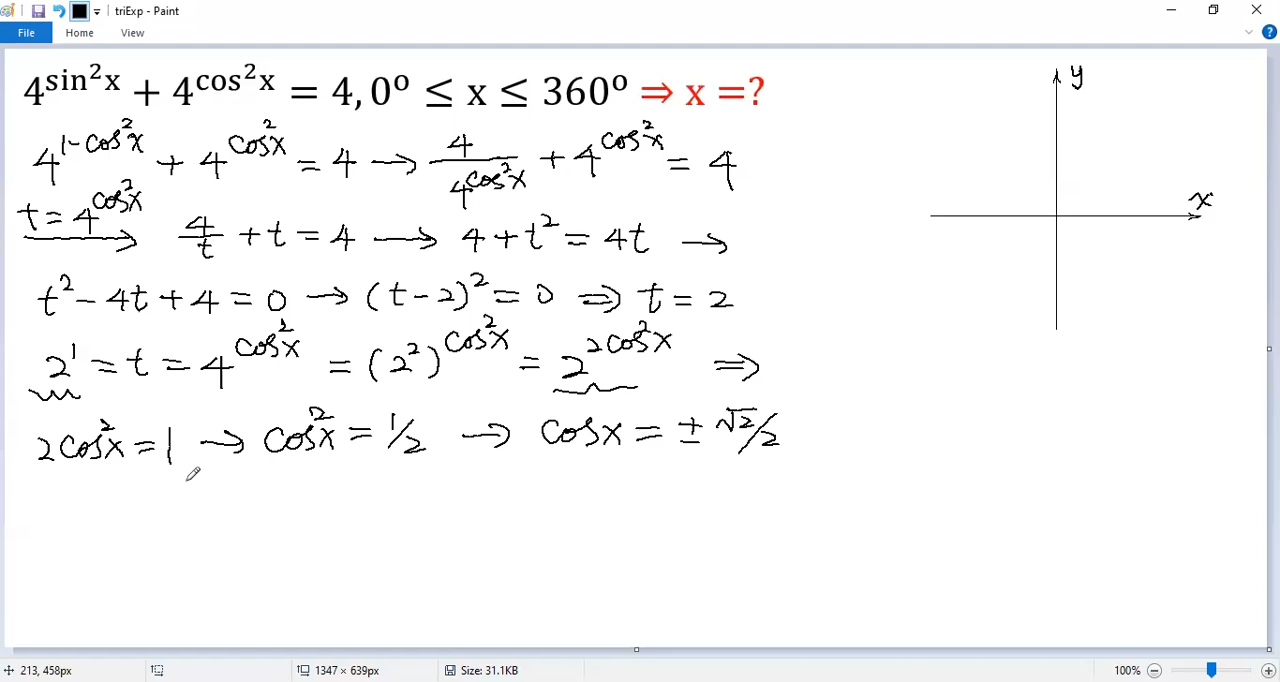 triExp - Paint
File Home View
4^(sin²x) + 4^(cos²x) = 4, 0° ≤ x ≤ 360° ⇒ x =?
4^(1-cos²x) + 4^(cos²x) = 4 → 4/4^(cos²x) + 4^(cos²x) = 4
t = 4^(cos²x) → 4/t + t = 4 → 4 + t² = 4t →
t² - 4t + 4 = 0 → (t - 2)² = 0 ⇒ t = 2
2¹ = t = 4^(cos²x) = (2²)^(cos²x) = 2^(2cos²x) ⇒
2cos²x = 1 → cos²x = 1/2 → cosx = ± √2/2
y
x
213, 458px
1347 × 639px
Size: 31.1KB
100%